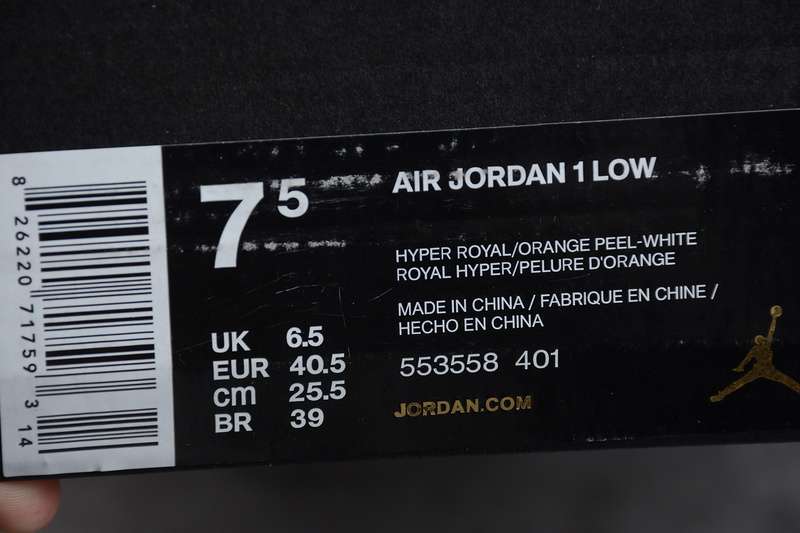 8 26220 71759 3 14
7 5
AIR JORDAN 1 LOW
HYPER ROYAL/ORANGE PEEL-WHITE
ROYAL HYPER/PELURE D'ORANGE
MADE IN CHINA / FABRIQUE EN CHINE /
HECHO EN CHINA
UK 6.5
EUR 40.5
cm 25.5
BR 39
553558 401
JORDAN.COM